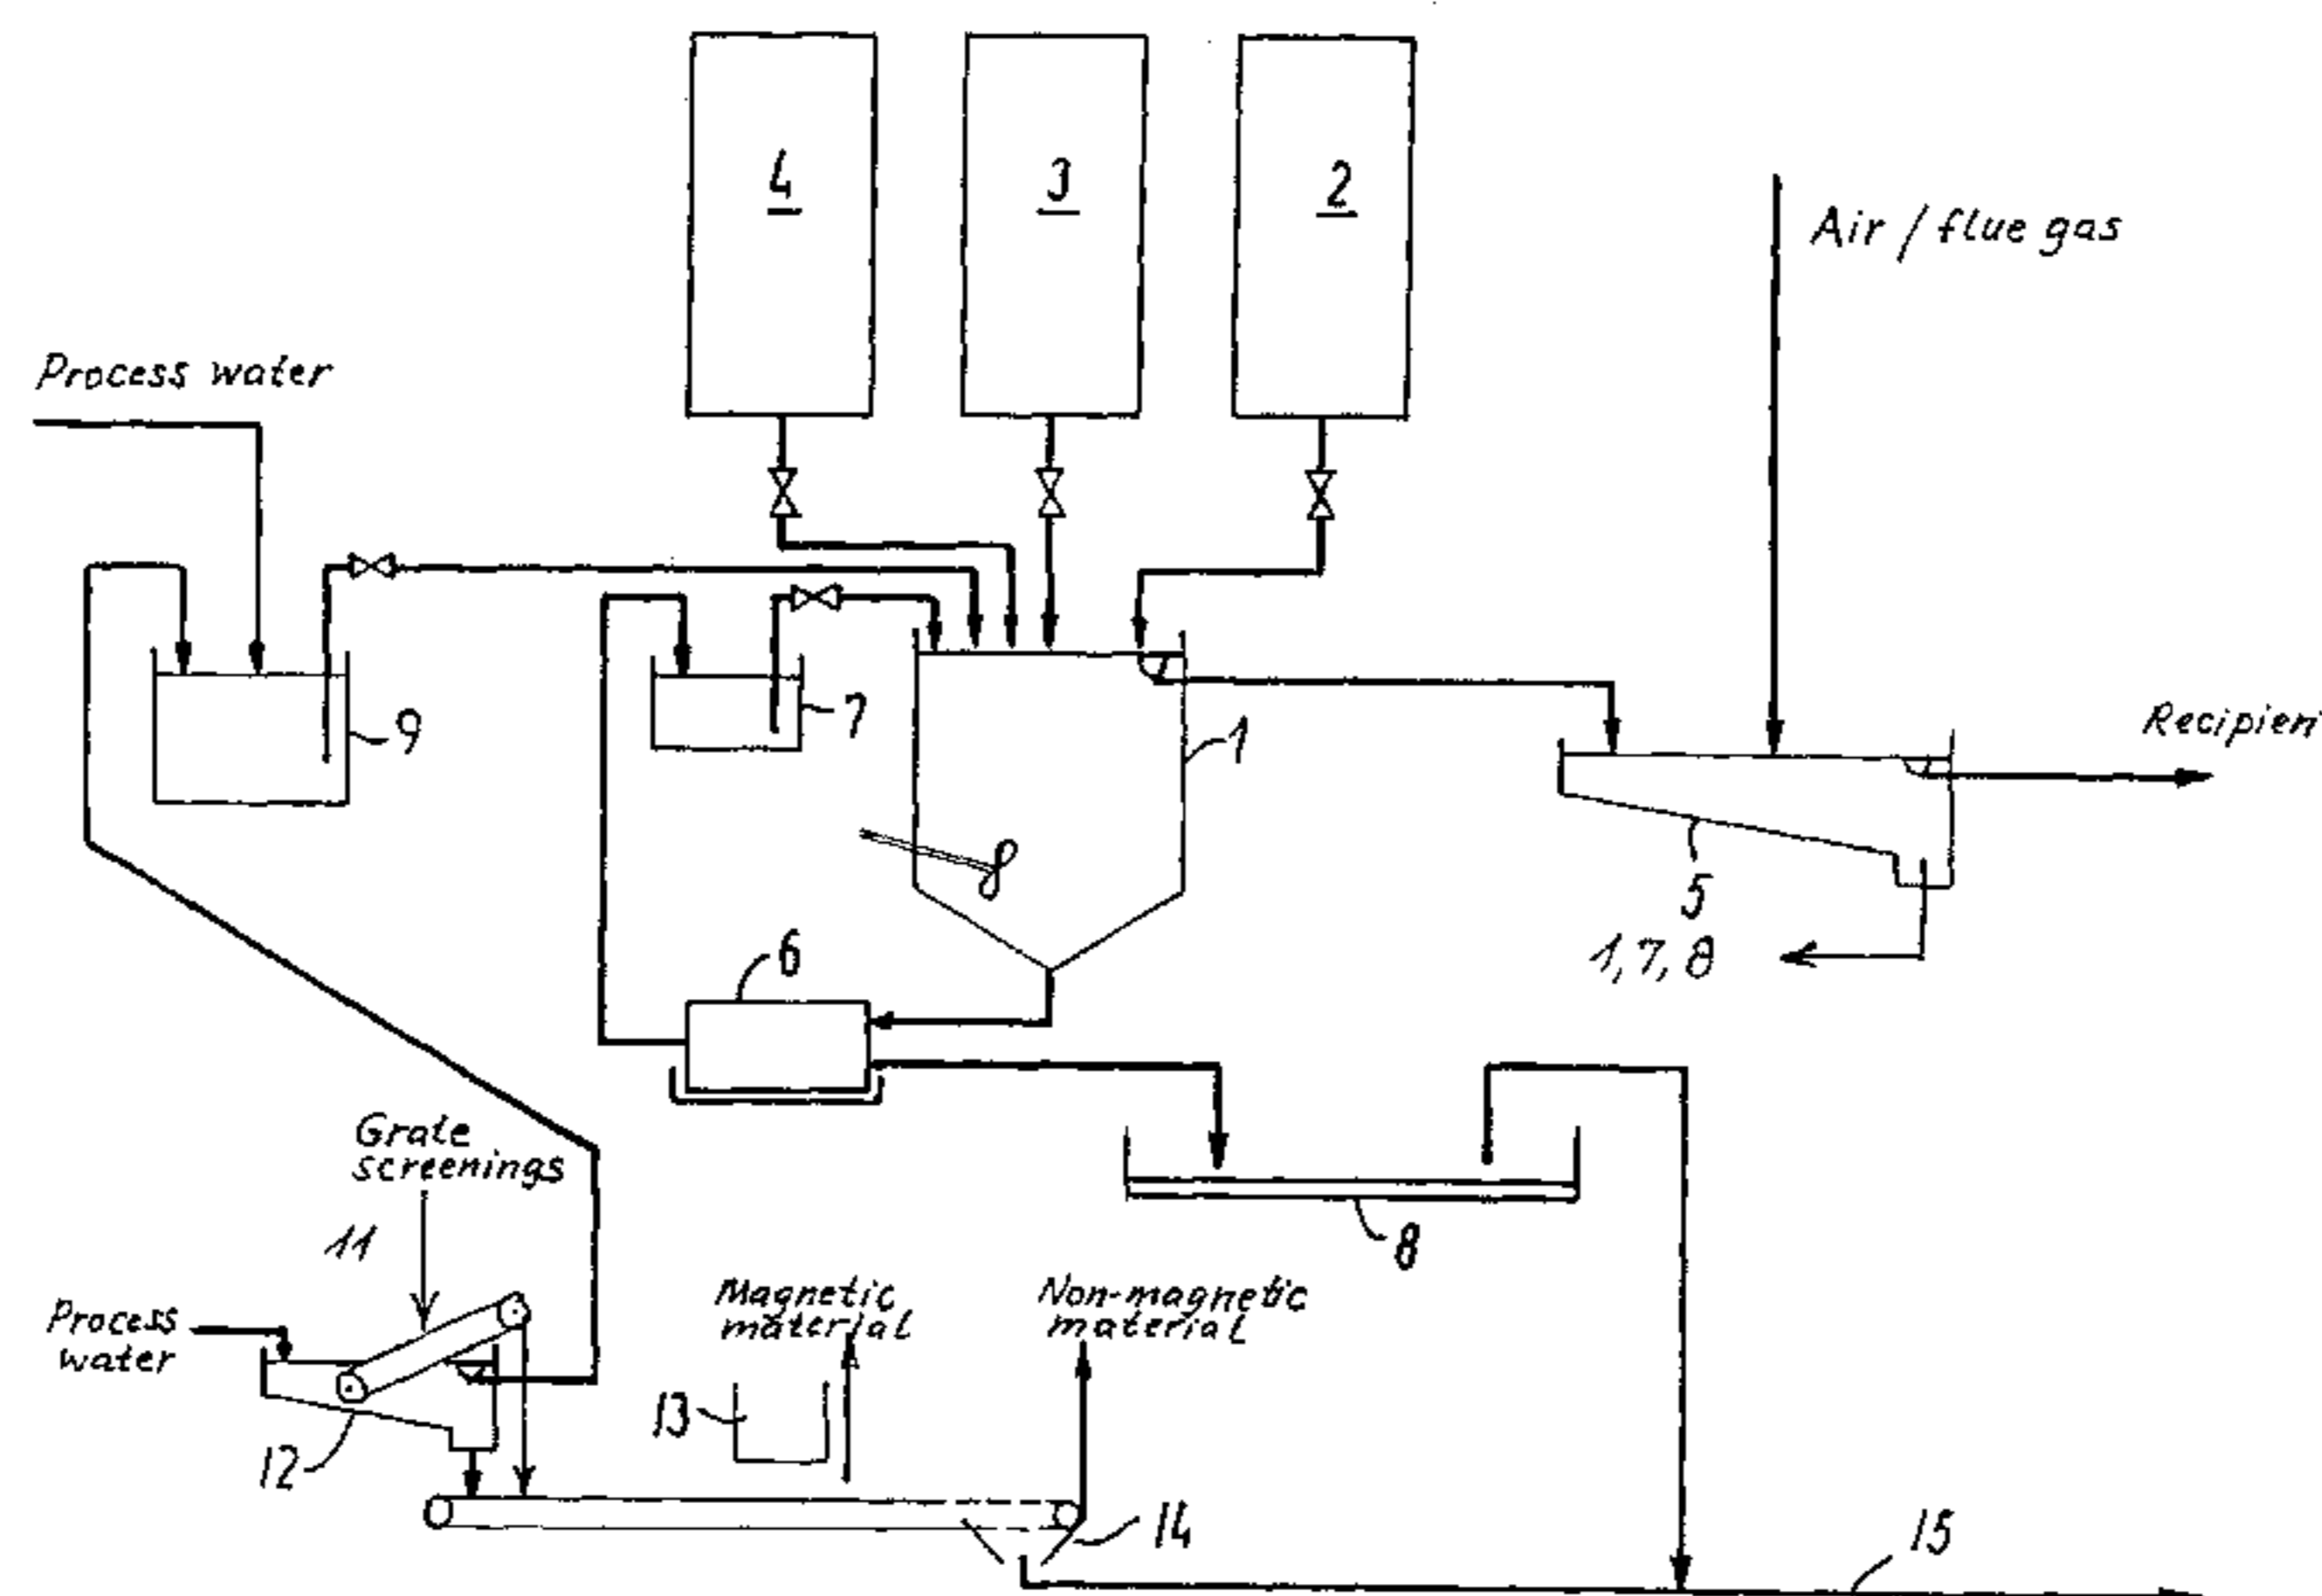 4
3
2
Air / flue gas
Process water
9
7
1
Recipien
8
5
1, 7, 8
6
Grate
screenings
11
8
Process
water
Magnetic
material
Non-magnetic
material
13
12
14
15